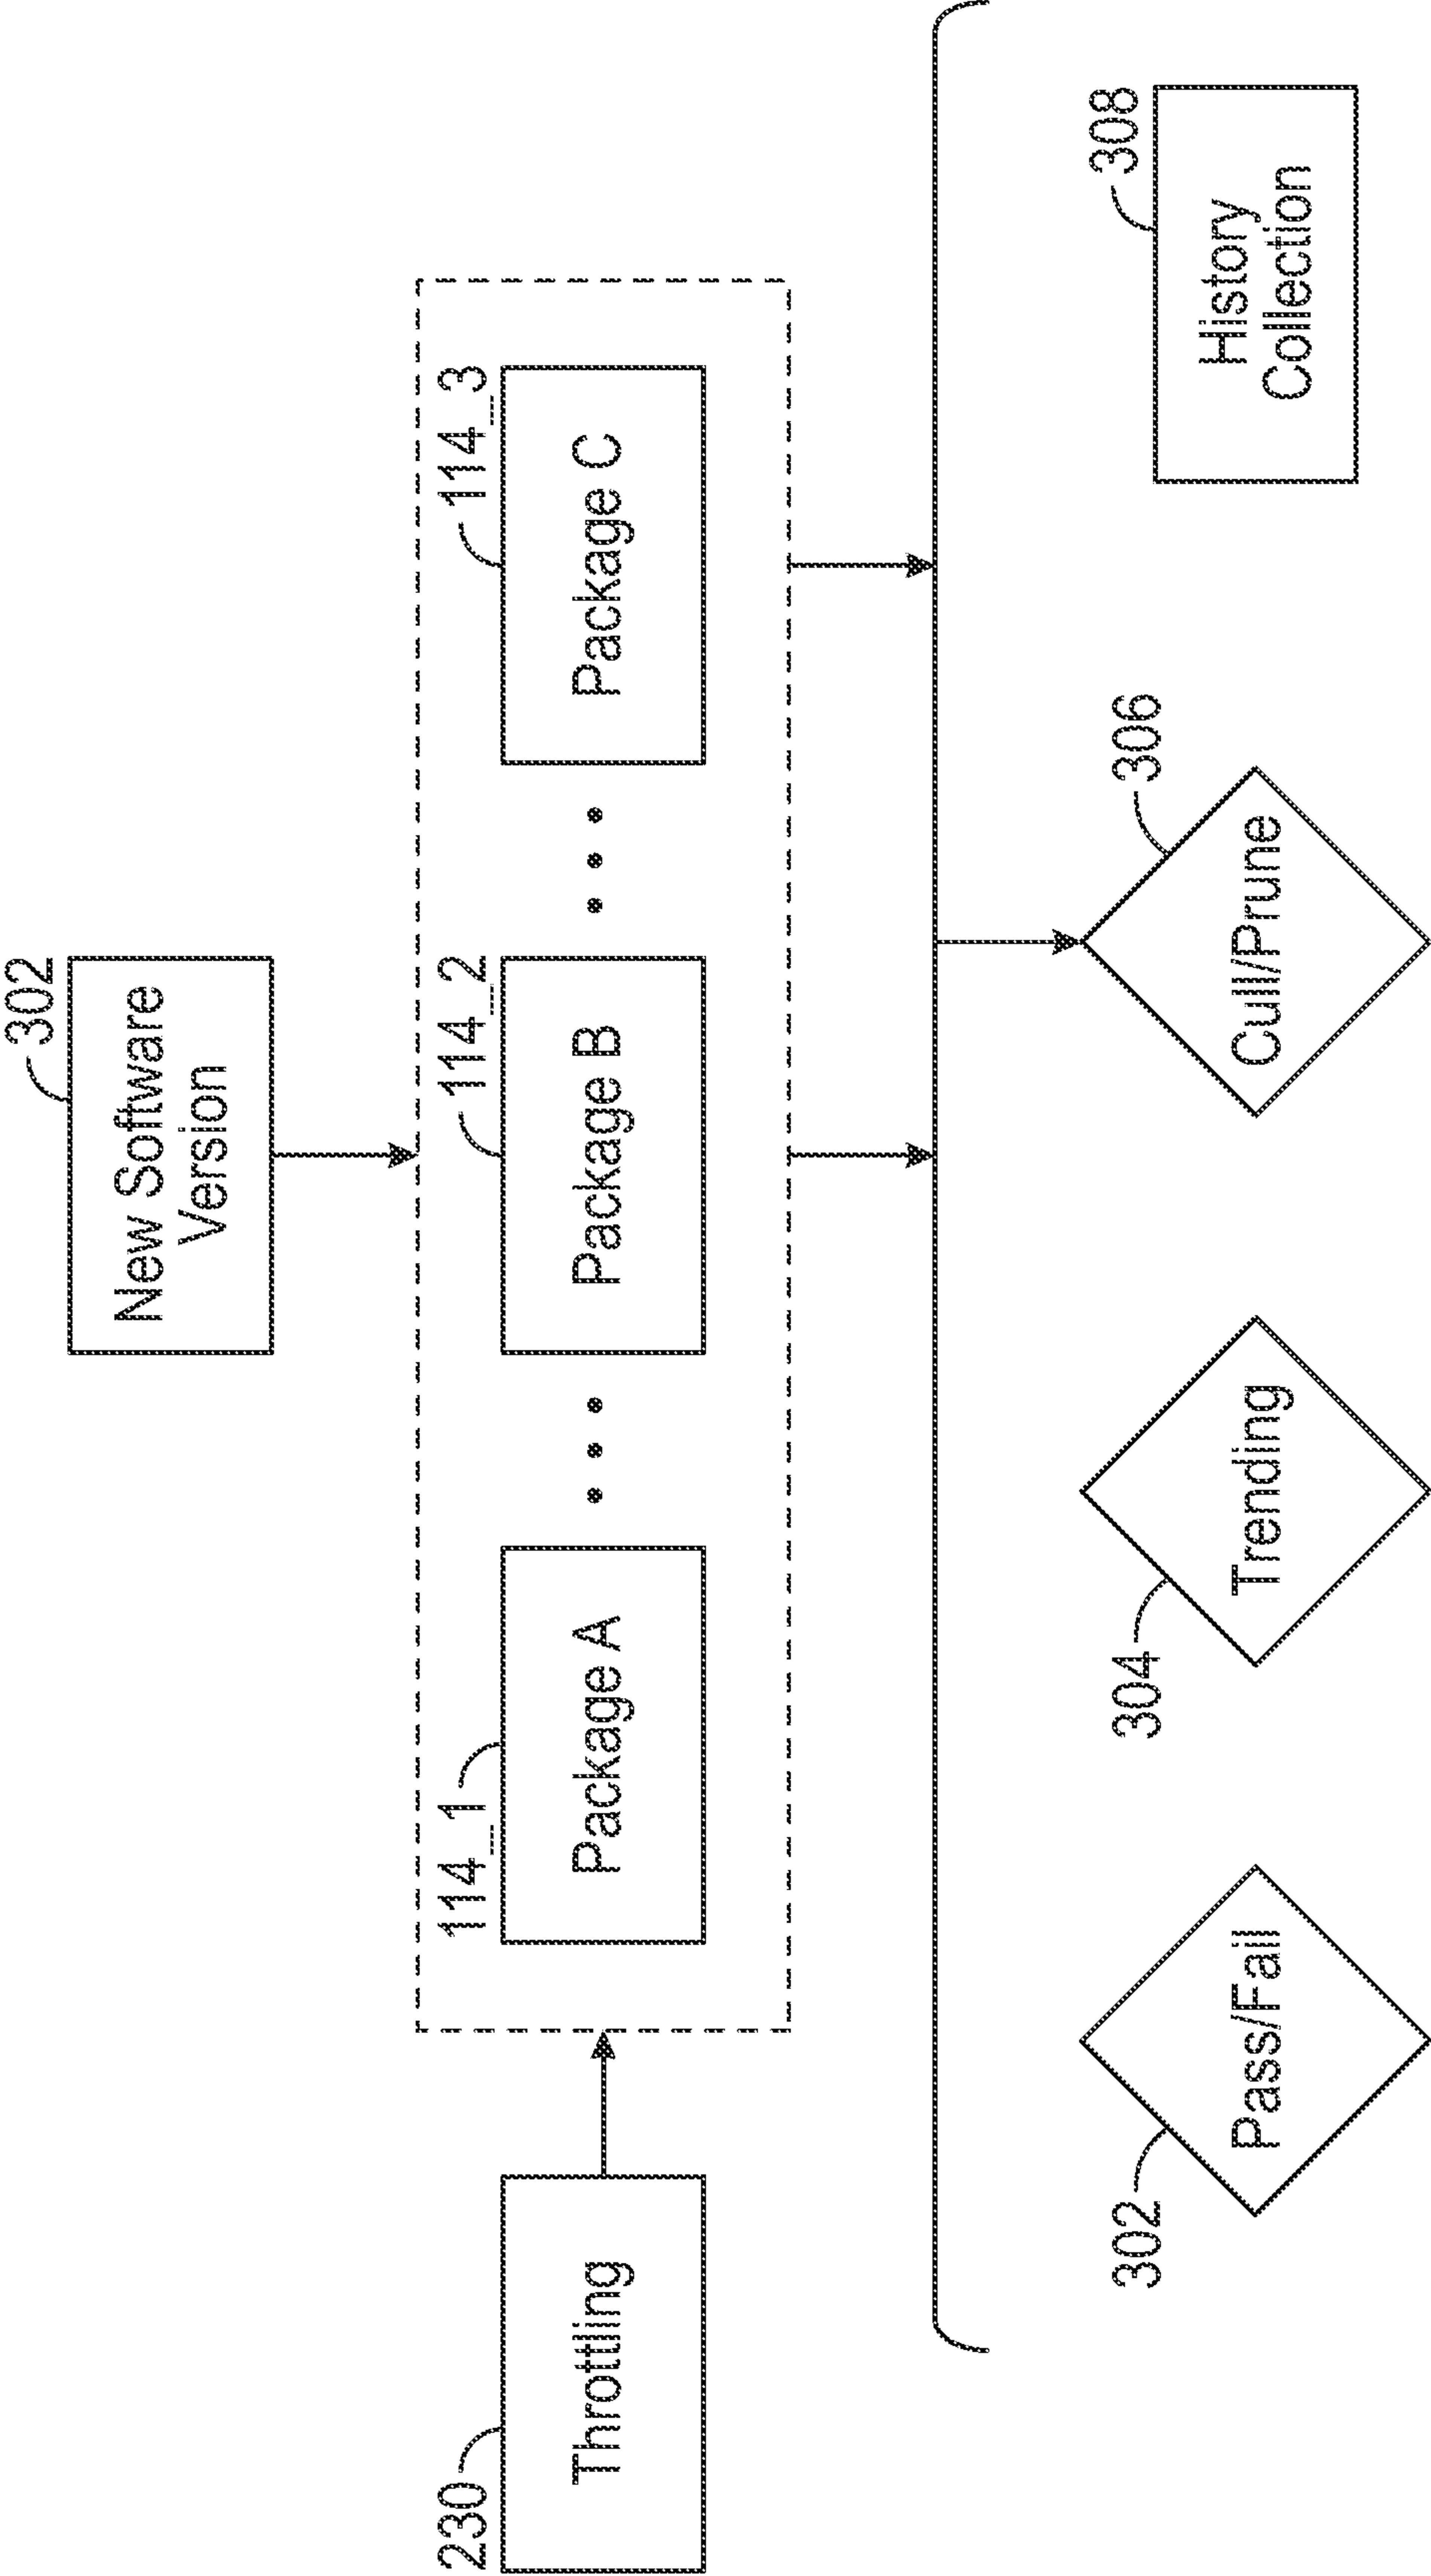 302
New Software
Version
114_1
114_2
114_3
Package A
Package B
Package C
230
Throttling
302
Pass/Fail
304
Trending
306
Cull/Prune
308
History
Collection